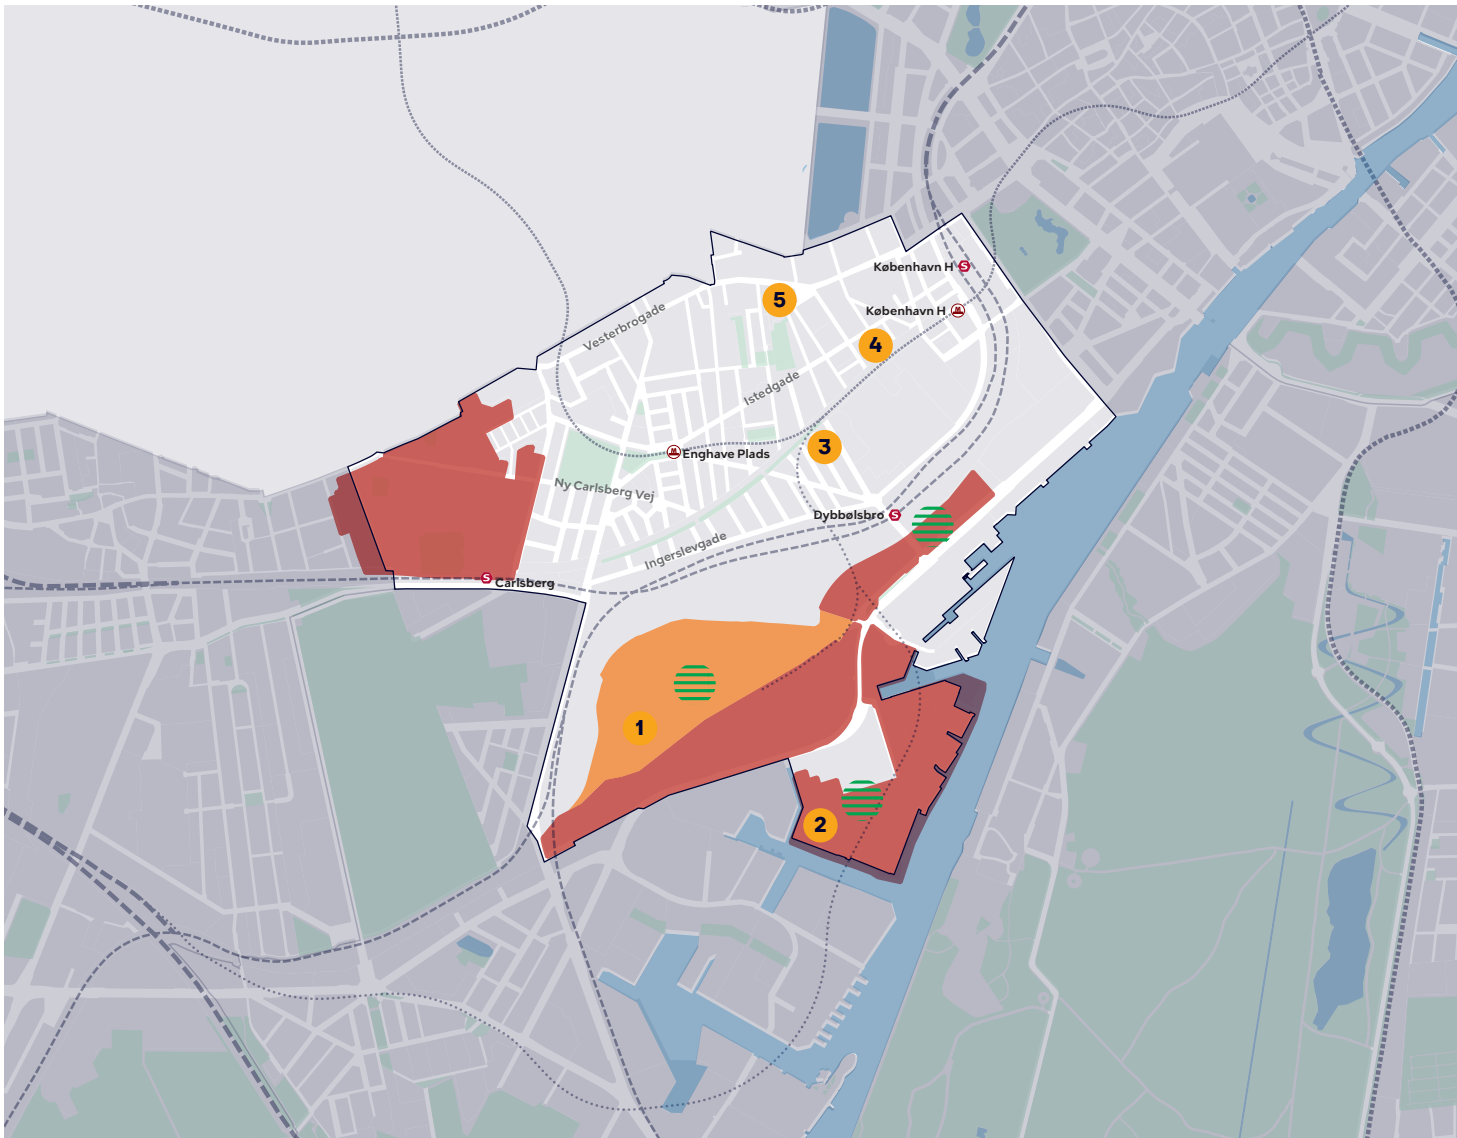 København H S
5
København H M
Vesterbrogade
4
Istedgade
3
Enghave Plads
Ny Carlsberg Vej
Dybbølsbro S
Ingerslevgade
S
Carlsberg
1
2